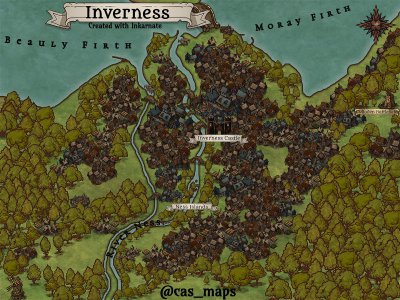 Inverness
Created with Inkarnate
Moray Firth
Beauly Firth
Inverness Castle
Ness Islands
River Ness
@cas_maps